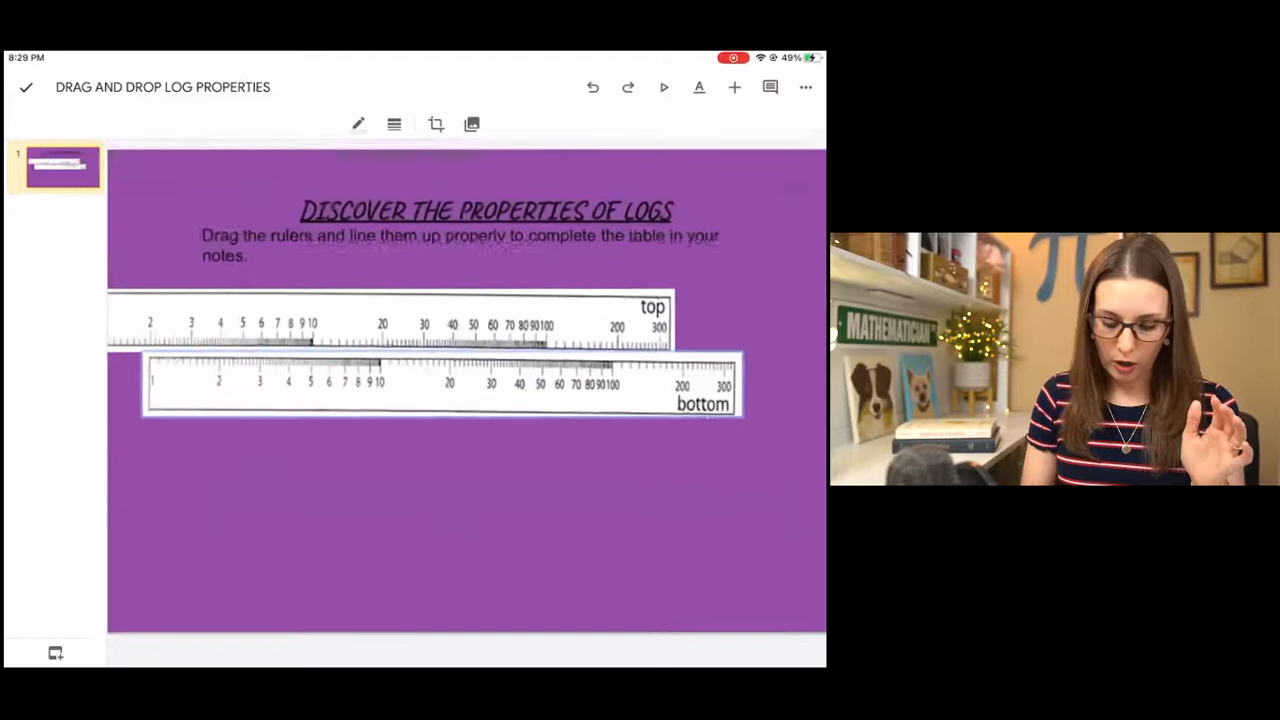 8:29 PM
49%
DRAG AND DROP LOG PROPERTIES
1
DISCOVER THE PROPERTIES OF LOGS
Drag the rulers and line them up properly to complete the table in your
notes.
top
2 3 4 5 6 7 8 9 10 20 30 40 50 60 70 80 90 100 200 300
1 2 3 4 5 6 7 8 9 10 20 30 40 50 60 70 80 90 100 200 300
bottom
MATHEMATICIAN